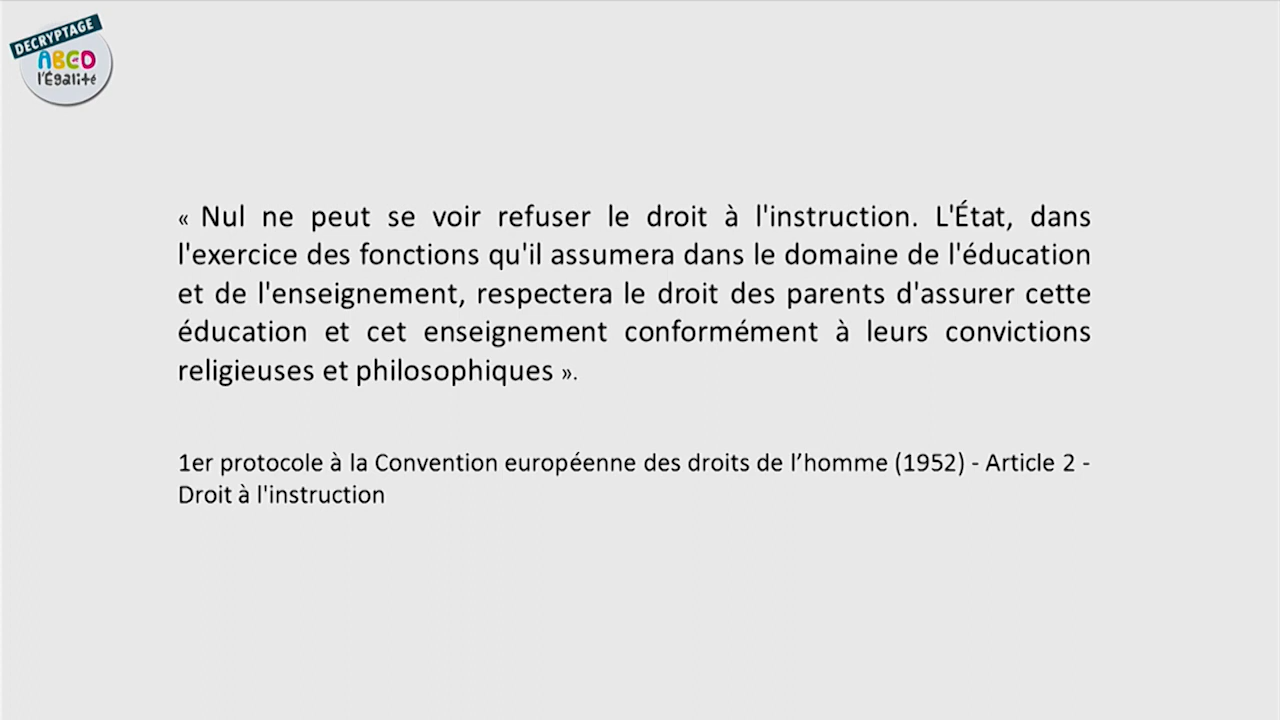 DECRYPTAGE
ABCD
l'Égalité
« Nul ne peut se voir refuser le droit à l'instruction. L'État, dans
l'exercice des fonctions qu'il assumera dans le domaine de l'éducation
et de l'enseignement, respectera le droit des parents d'assurer cette
éducation et cet enseignement conformément à leurs convictions
religieuses et philosophiques ».
1er protocole à la Convention européenne des droits de l’homme (1952) - Article 2 -
Droit à l'instruction